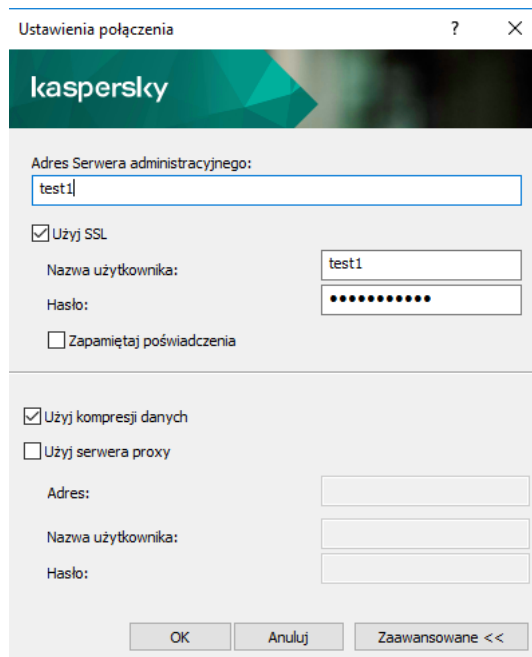 Ustawienia połączenia ?
kaspersky
Adres Serwera administracyjnego:
test1
Użyj SSL
Nazwa użytkownika: test1
Hasło: ●●●●●●●●●●●
Zapamiętaj poświadczenia
Użyj kompresji danych
Użyj serwera proxy
Adres:
Nazwa użytkownika:
Hasło:
OK Anuluj Zaawansowane <<